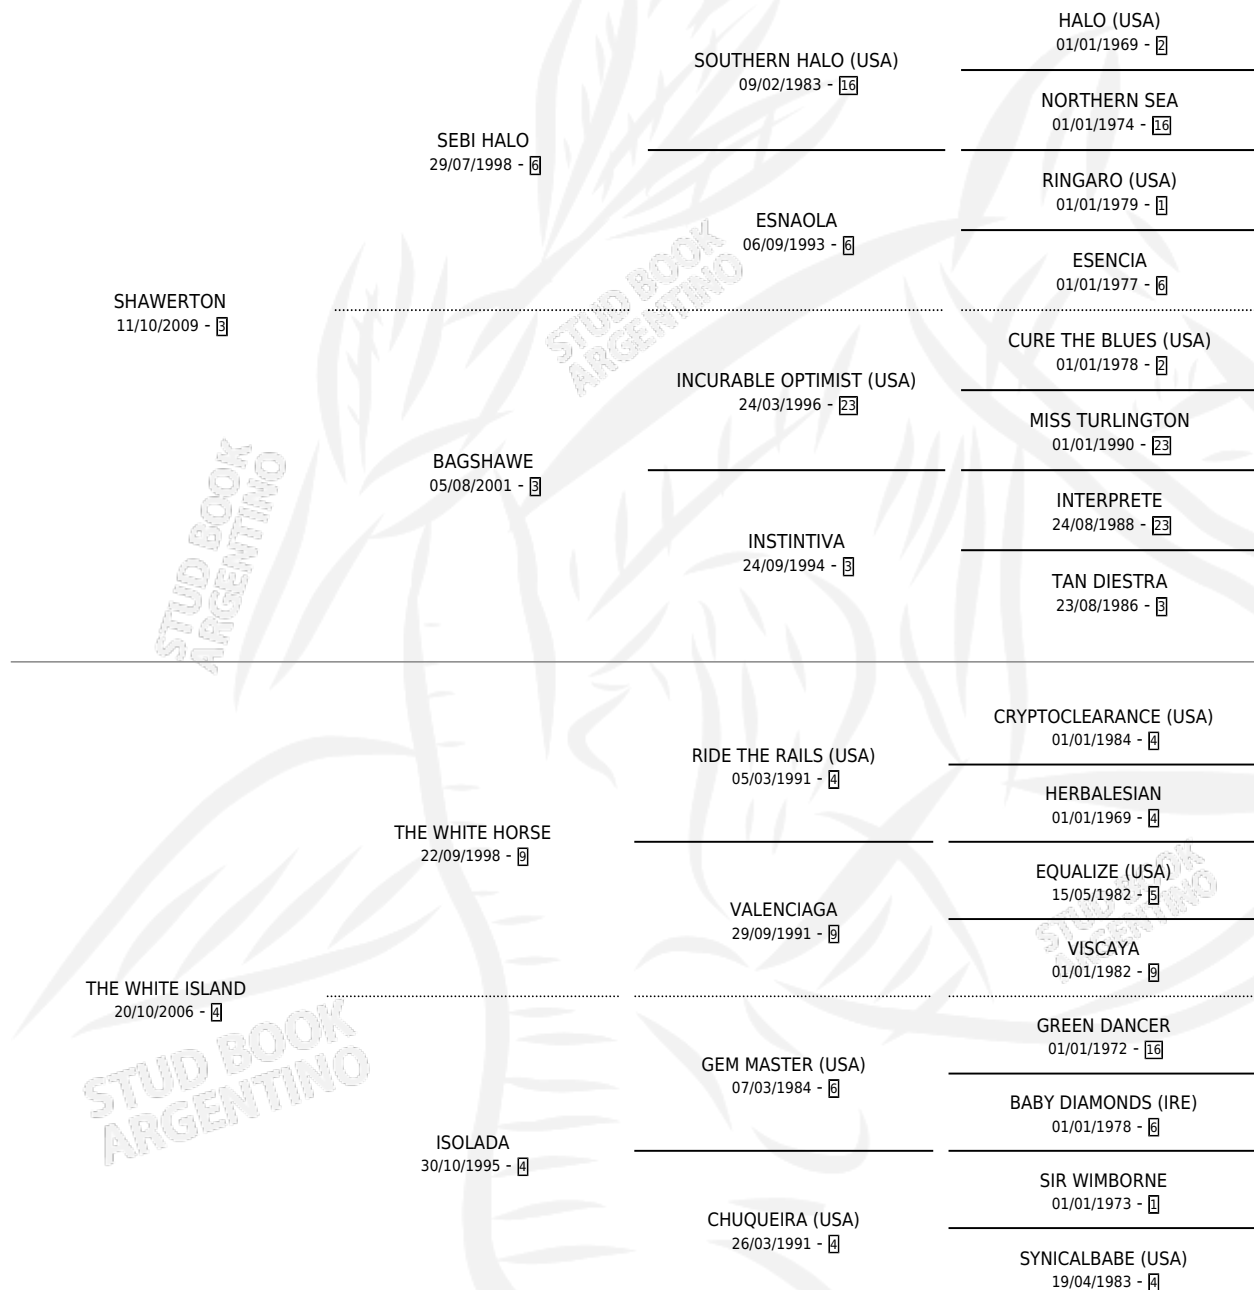 HALO (USA)
01/01/1969 - 2
SOUTHERN HALO (USA)
09/02/1983 - 16
NORTHERN SEA
01/01/1974 - 16
SEBI HALO
29/07/1998 - 6
RINGARO (USA)
01/01/1979 - 1
ESNAOLA
06/09/1993 - 6
ESENCIA
01/01/1977 - 6
SHAWERTON
11/10/2009 - 3
STUD BOOK
ARGENTINO
CURE THE BLUES (USA)
01/01/1978 - 2
INCURABLE OPTIMIST (USA)
24/03/1996 - 23
MISS TURLINGTON
01/01/1990 - 23
BAGSHAWE
05/08/2001 - 3
INTERPRETE
24/08/1988 - 23
INSTINTIVA
24/09/1994 - 3
TAN DIESTRA
23/08/1986 - 3
STUD BOOK
ARGENTINO
CRYPTOCLEARANCE (USA)
01/01/1984 - 4
RIDE THE RAILS (USA)
05/03/1991 - 4
HERBALESIAN
01/01/1969 - 4
THE WHITE HORSE
22/09/1998 - 9
EQUALIZE (USA)
15/05/1982 - 5
VALENCIAGA
29/09/1991 - 9
VISCAYA
01/01/1982 - 9
STUD BOOK
ARGENTINO
THE WHITE ISLAND
20/10/2006 - 4
GREEN DANCER
01/01/1972 - 16
GEM MASTER (USA)
07/03/1984 - 6
BABY DIAMONDS (IRE)
01/01/1978 - 6
STUD BOOK
ARGENTINO
ISOLADA
30/10/1995 - 4
SIR WIMBORNE
01/01/1973 - 1
CHUQUEIRA (USA)
26/03/1991 - 4
SYNICALBABE (USA)
19/04/1983 - 4